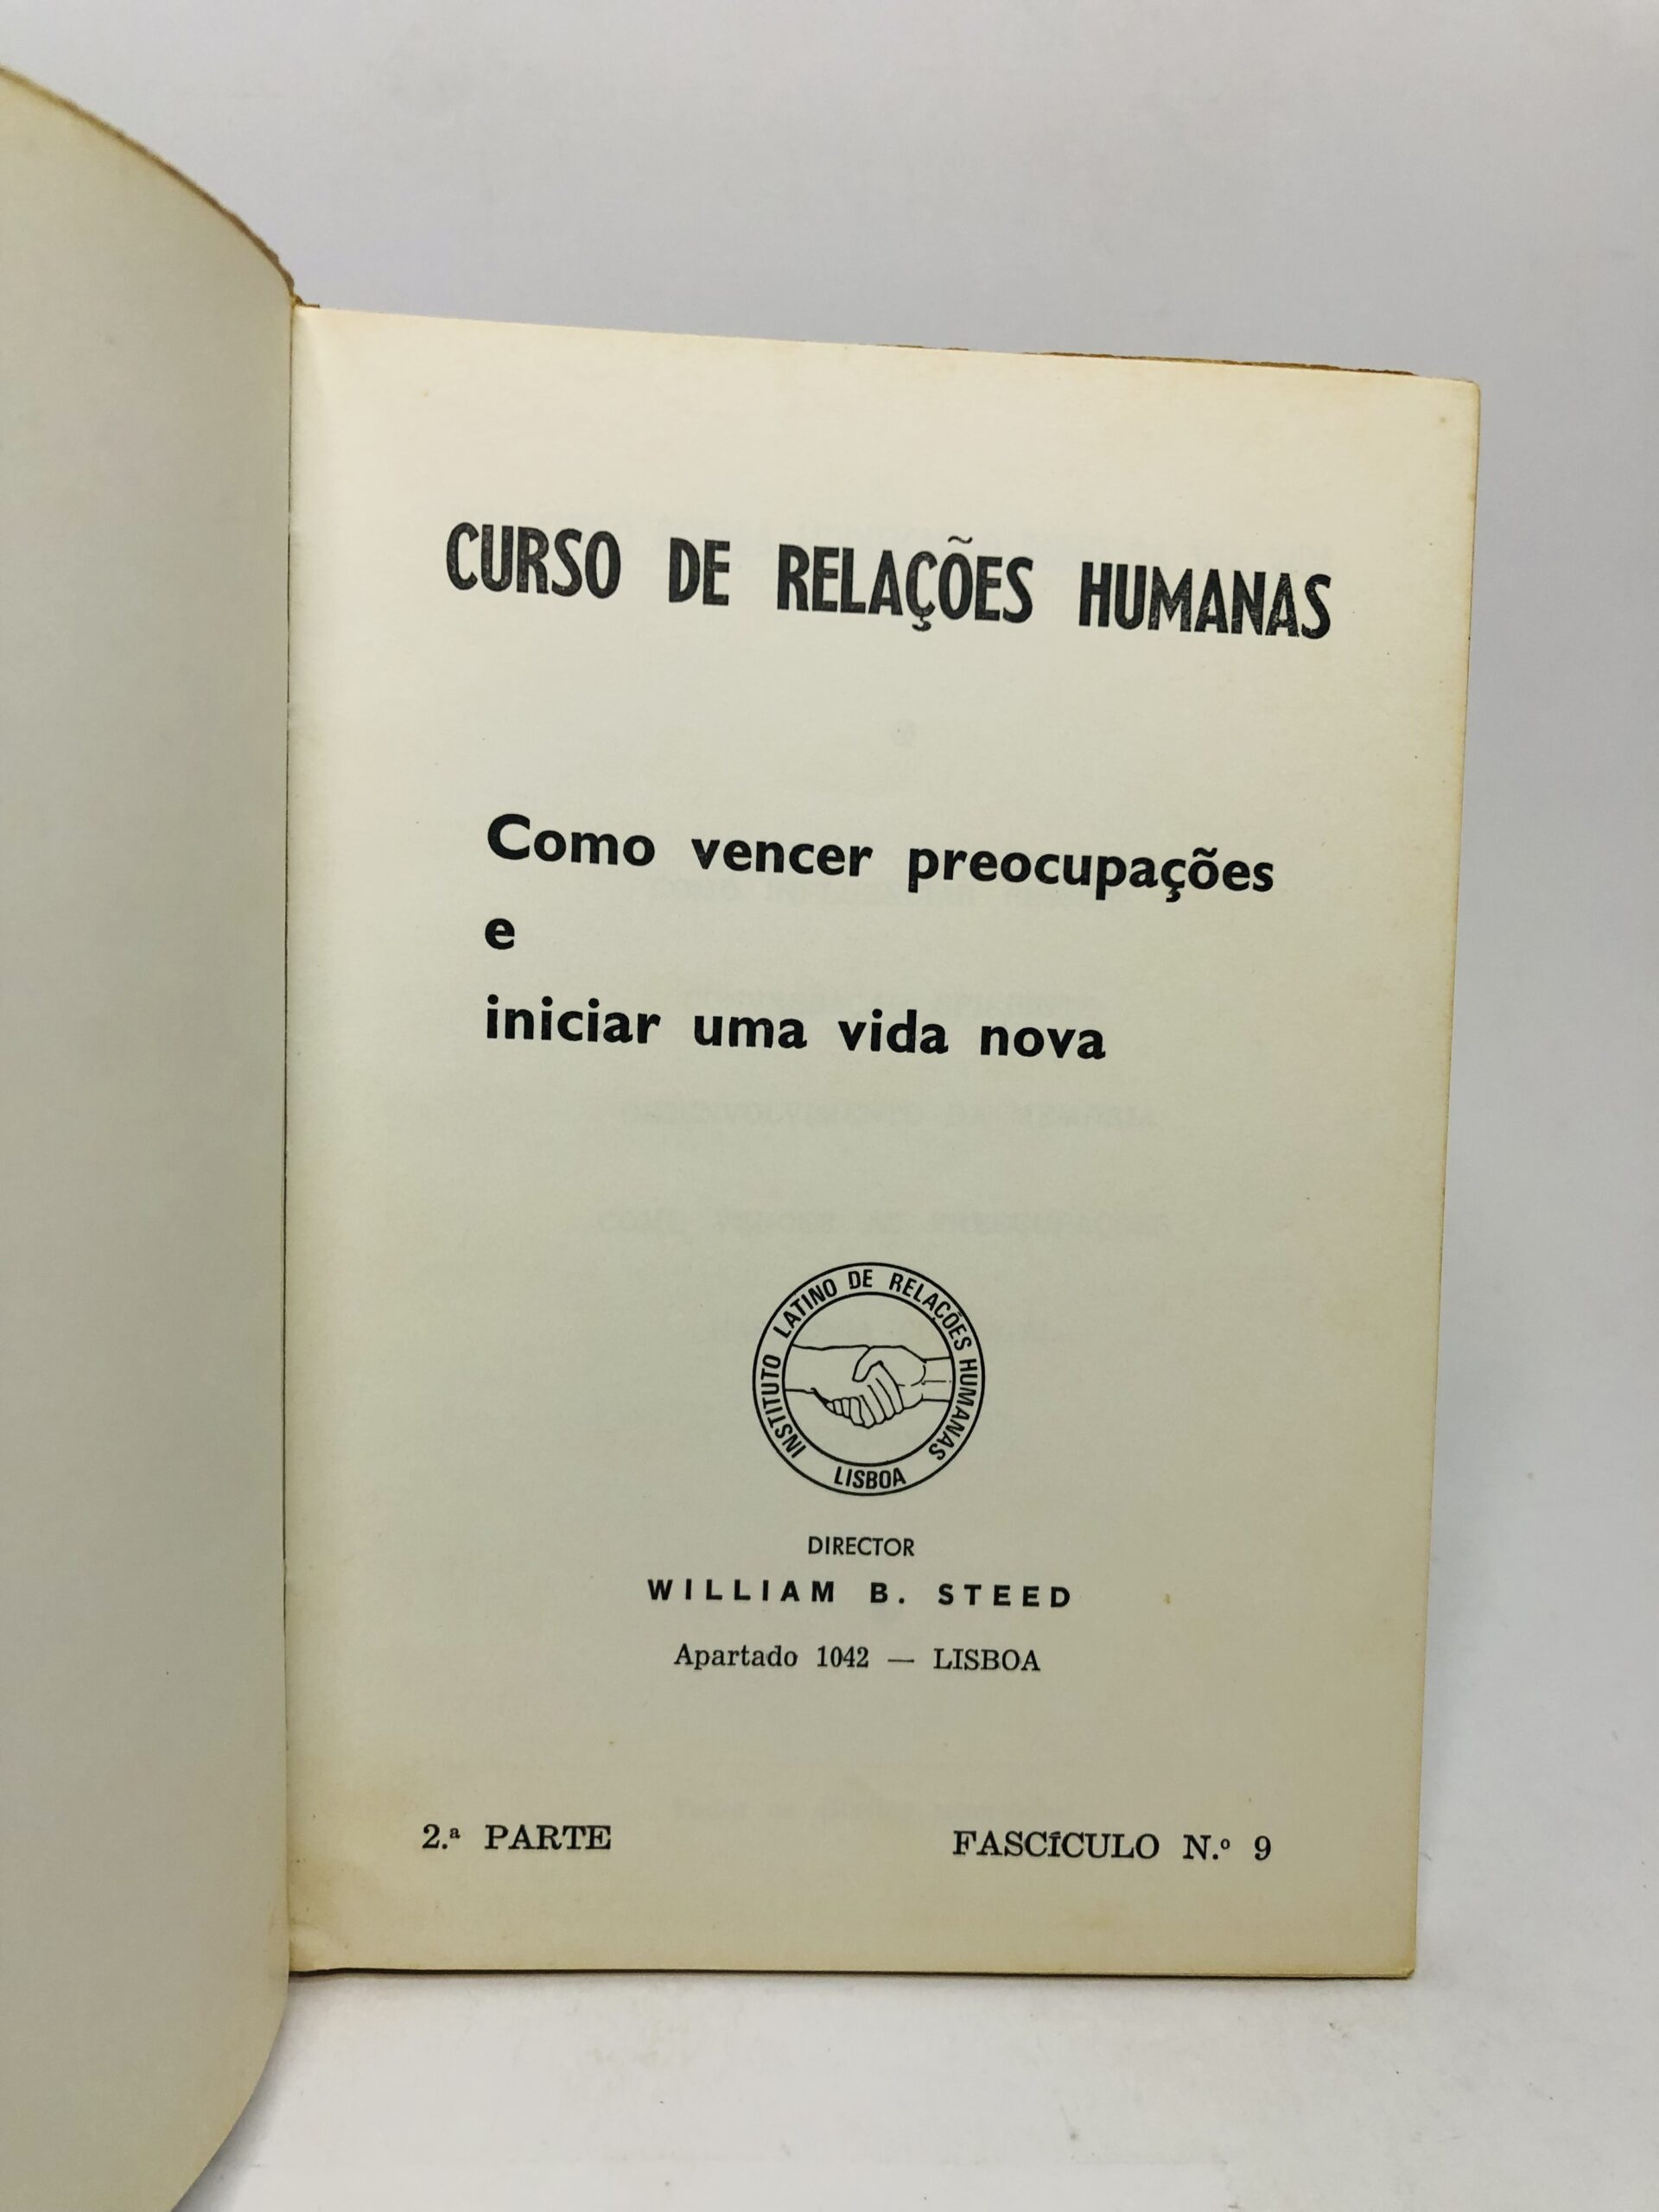 CURSO DE RELAÇÕES HUMANAS
Como vencer preocupações
e
iniciar uma vida nova
INSTITUTO LATINO DE RELAÇÕES HUMANAS
LISBOA
DIRECTOR
WILLIAM B. STEED
Apartado 1042 — LISBOA
2.ª PARTE
FASCÍCULO N.º 9